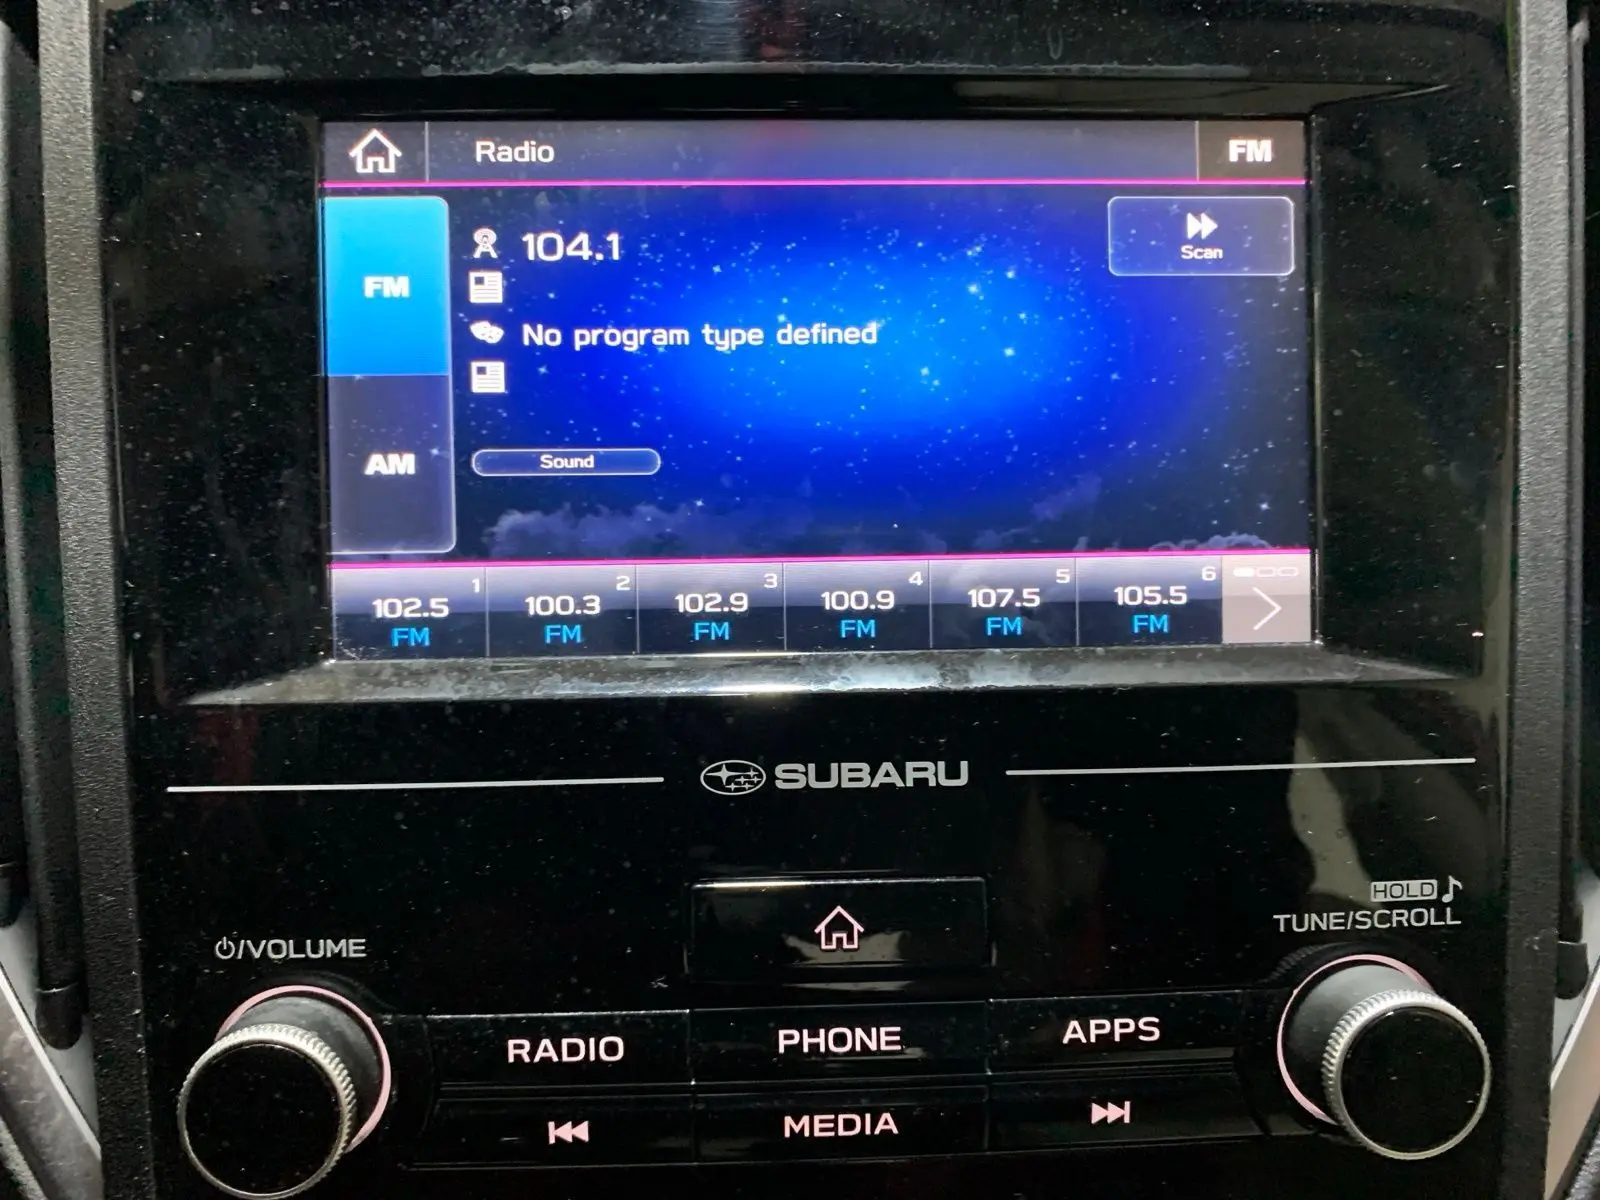 Radio
FM
FM
104.1
Scan
No program type defined
AM
Sound
1 2 3 4 5 6
102.5 100.3 102.9 100.9 107.5 105.5
FM FM FM FM FM FM
SUBARU
HOLD
TUNE/SCROLL
/VOLUME
RADIO PHONE APPS
MEDIA